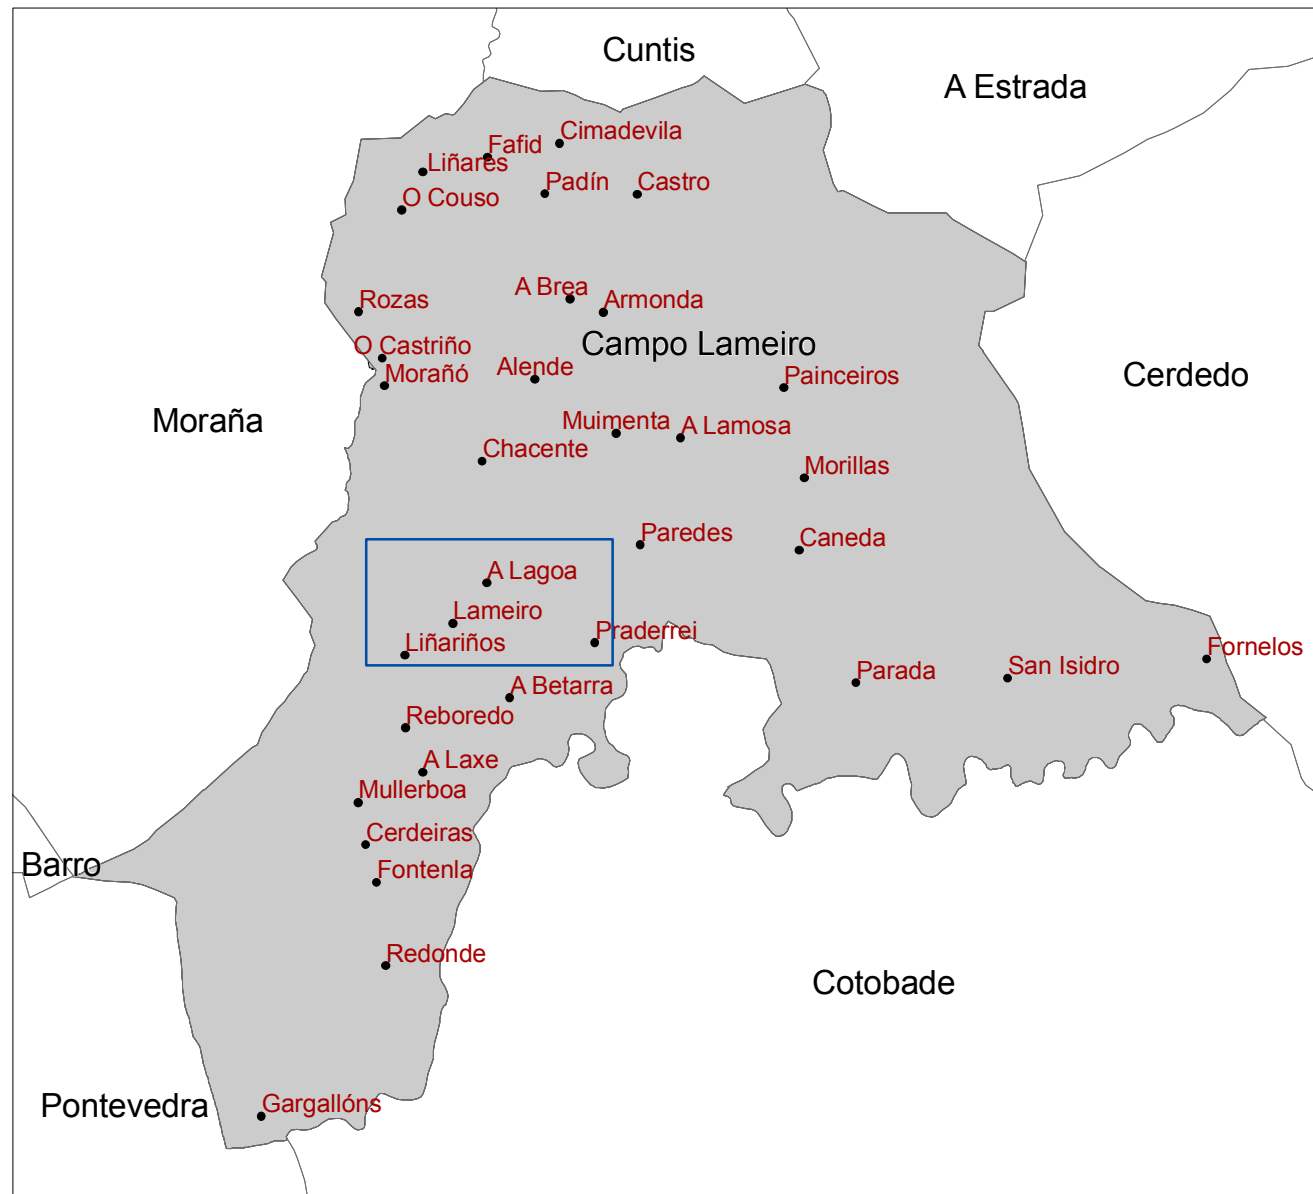 Cuntis
A Estrada
Cimadevila
Fafid
Liñares
Padín
Castro
O Couso
A Brea
Rozas
Armonda
O Castriño
Campo Lameiro
Alende
Morañó
Painceiros
Cerdedo
Moraña
Muimenta
A Lamosa
Chacente
Morillas
Paredes
Caneda
A Lagoa
Lameiro
Praderrei
Liñariños
Fornelos
San Isidro
Parada
A Betarra
Reboredo
A Laxe
Mullerboa
Cerdeiras
Barro
Fontenla
Redonde
Cotobade
Pontevedra
Gargallóns